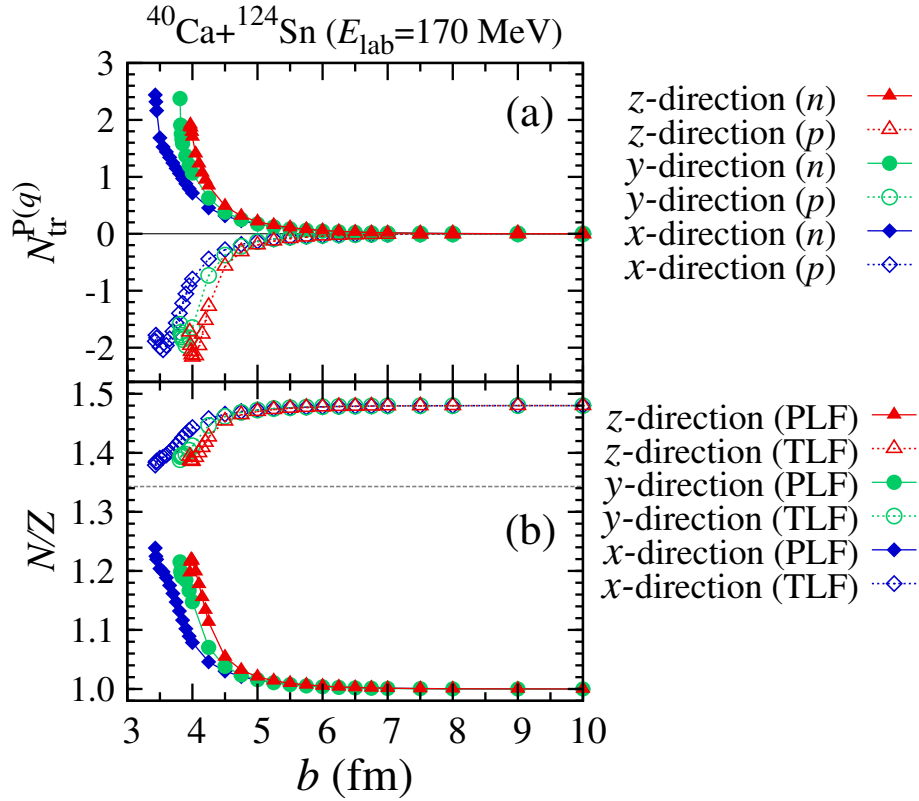 ⁴⁰Ca+¹²⁴Sn (E_lab=170 MeV)
3
2
1
0
-1
-2
N_tr^P(q)
(a)
z-direction (n)
z-direction (p)
y-direction (n)
y-direction (p)
x-direction (n)
x-direction (p)
1.5
1.4
1.3
1.2
1.1
1.0
N/Z
(b)
z-direction (PLF)
z-direction (TLF)
y-direction (PLF)
y-direction (TLF)
x-direction (PLF)
x-direction (TLF)
3 4 5 6 7 8 9 10
b (fm)